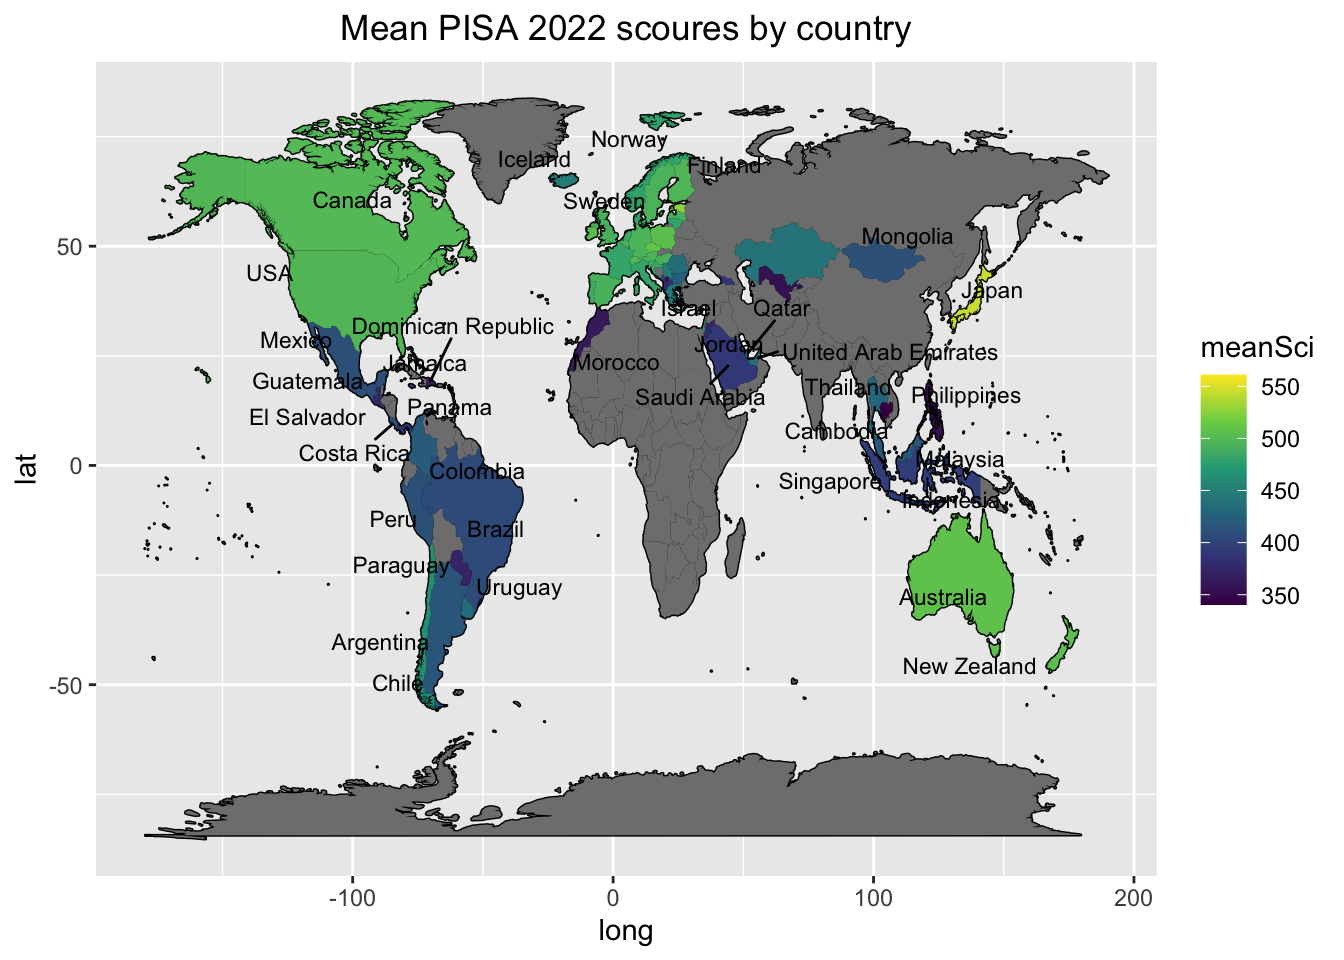 Mean PISA 2022 scoures by country
Norway
Iceland
Finland
Canada
Sweden
Mongolia
USA
Japan
Israel
Qatar
Dominican Republic
Mexico
Jordan
United Arab Emirates
Jamaica
Morocco
Guatemala
Thailand
Saudi Arabia
Philippines
Panama
El Salvador
Cambodia
Costa Rica
Malaysia
Colombia
Singapore
Indonesia
Peru
Brazil
Paraguay
Uruguay
Australia
Argentina
New Zealand
Chile
50
0
-50
lat
-100
0
100
200
long
meanSci
550
500
450
400
350